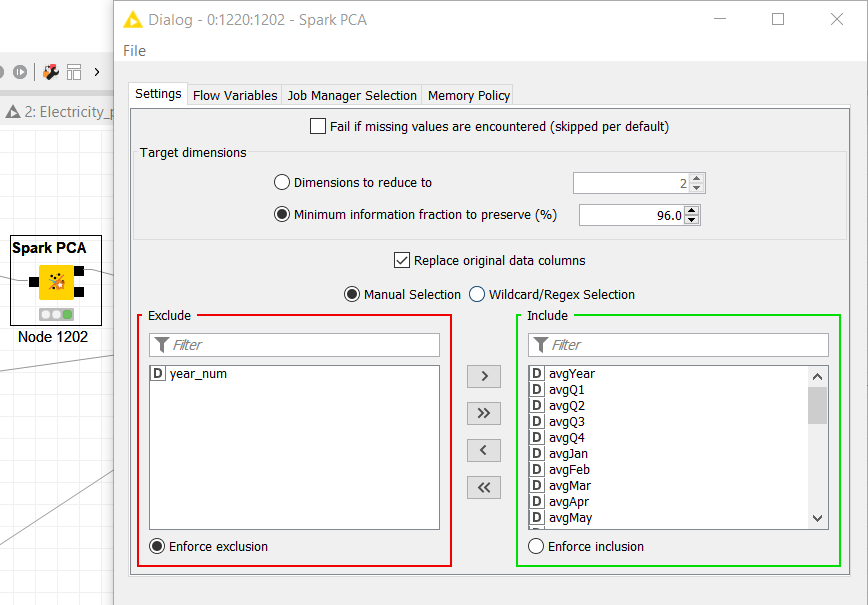 Dialog - 0:1220:1202 - Spark PCA
File
2: Electricity_p
Settings
Flow Variables
Job Manager Selection
Memory Policy
Fail if missing values are encountered (skipped per default)
Target dimensions
Dimensions to reduce to
2
Minimum information fraction to preserve (%)
96.0
Replace original data columns
Manual Selection
Wildcard/Regex Selection
Spark PCA
Node 1202
Exclude
Filter
D year_num
Enforce exclusion
>
>>
<
<<
Include
Filter
D avgYear
D avgQ1
D avgQ2
D avgQ3
D avgQ4
D avgJan
D avgFeb
D avgMar
D avgApr
D avgMay
Enforce inclusion